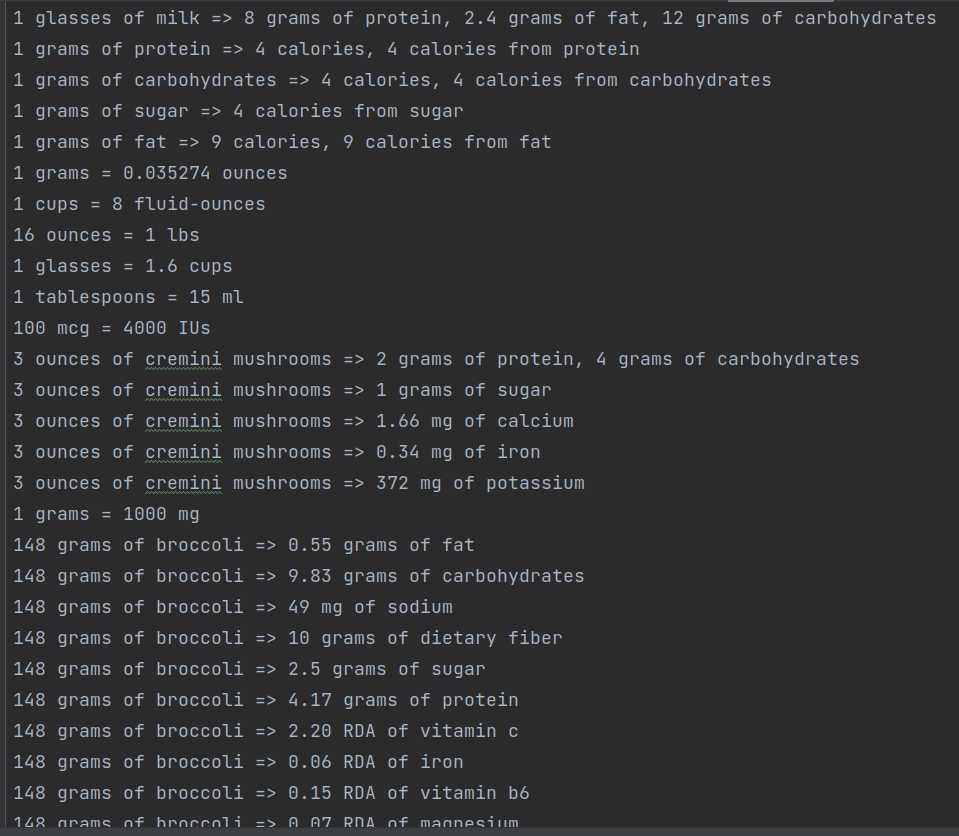 1 glasses of milk => 8 grams of protein, 2.4 grams of fat, 12 grams of carbohydrates
1 grams of protein => 4 calories, 4 calories from protein
1 grams of carbohydrates => 4 calories, 4 calories from carbohydrates
1 grams of sugar => 4 calories from sugar
1 grams of fat => 9 calories, 9 calories from fat
1 grams = 0.035274 ounces
1 cups = 8 fluid-ounces
16 ounces = 1 lbs
1 glasses = 1.6 cups
1 tablespoons = 15 ml
100 mcg = 4000 IUs
3 ounces of cremini mushrooms => 2 grams of protein, 4 grams of carbohydrates
3 ounces of cremini mushrooms => 1 grams of sugar
3 ounces of cremini mushrooms => 1.66 mg of calcium
3 ounces of cremini mushrooms => 0.34 mg of iron
3 ounces of cremini mushrooms => 372 mg of potassium
1 grams = 1000 mg
148 grams of broccoli => 0.55 grams of fat
148 grams of broccoli => 9.83 grams of carbohydrates
148 grams of broccoli => 49 mg of sodium
148 grams of broccoli => 10 grams of dietary fiber
148 grams of broccoli => 2.5 grams of sugar
148 grams of broccoli => 4.17 grams of protein
148 grams of broccoli => 2.20 RDA of vitamin c
148 grams of broccoli => 0.06 RDA of iron
148 grams of broccoli => 0.15 RDA of vitamin b6
148 grams of broccoli => 0.07 RDA of magnesium